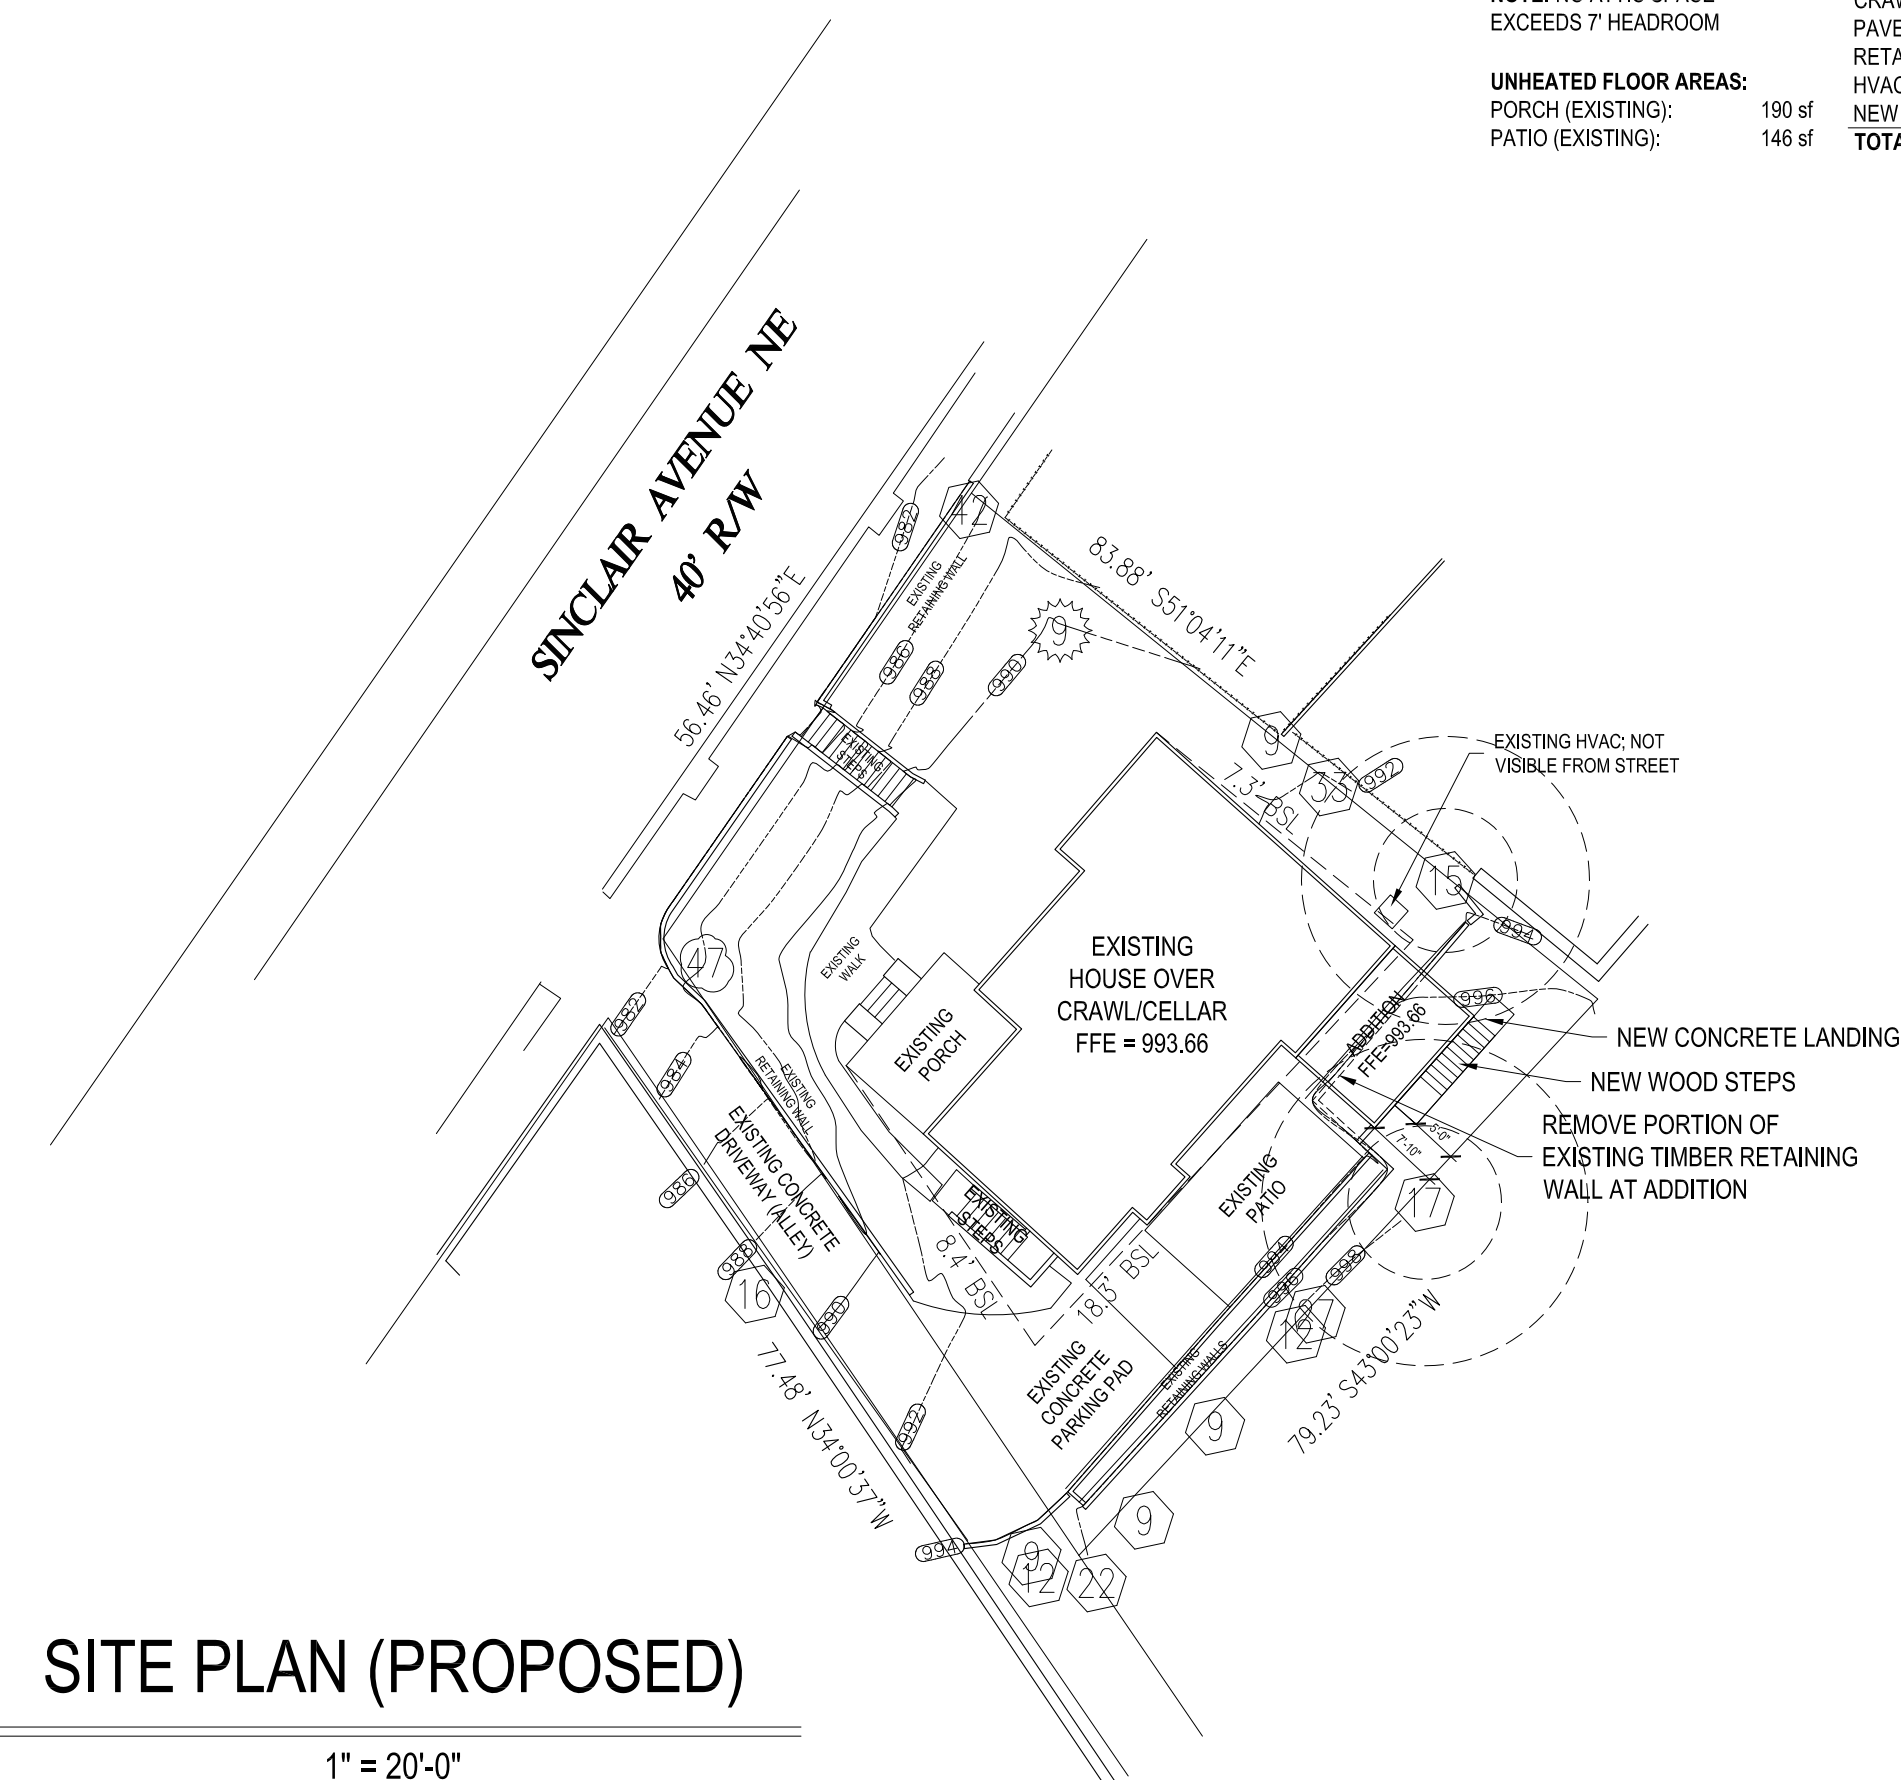 EXCEEDS 7' HEADROOM
UNHEATED FLOOR AREAS:
PORCH (EXISTING): 190 sf
PATIO (EXISTING): 146 sf
PAVE
RETA
HVAC
NEW
TOTA
SINCLAIR AVENUE NE
40' R/W
56.46' N34°40'56"E
982
42
EXISTING
RETAINING WALL
986
988
990
9
83.88' S51°04'11"E
EXISTING
STEPS
9
33
992
7.3' BSL
EXISTING HVAC; NOT
VISIBLE FROM STREET
15
994
996
47
EXISTING
WALK
EXISTING
PORCH
EXISTING
HOUSE OVER
CRAWL/CELLAR
FFE = 993.66
ADDITION
FFE=993.66
NEW CONCRETE LANDING
NEW WOOD STEPS
REMOVE PORTION OF
EXISTING TIMBER RETAINING
WALL AT ADDITION
5'-0"
7'-10"
17
982
984
986
988
16
990
EXISTING
RETAINING WALL
EXISTING CONCRETE
DRIVEWAY (ALLEY)
EXISTING
STEPS
8.4' BSL
18.3' BSL
EXISTING
PATIO
994
996
998
12
EXISTING
CONCRETE
PARKING PAD
EXISTING
RETAINING WALLS
79.23' S43°00'23"W
77.48' N34°00'37"W
992
994
9
9
9
12
22
SITE PLAN (PROPOSED)
1" = 20'-0"